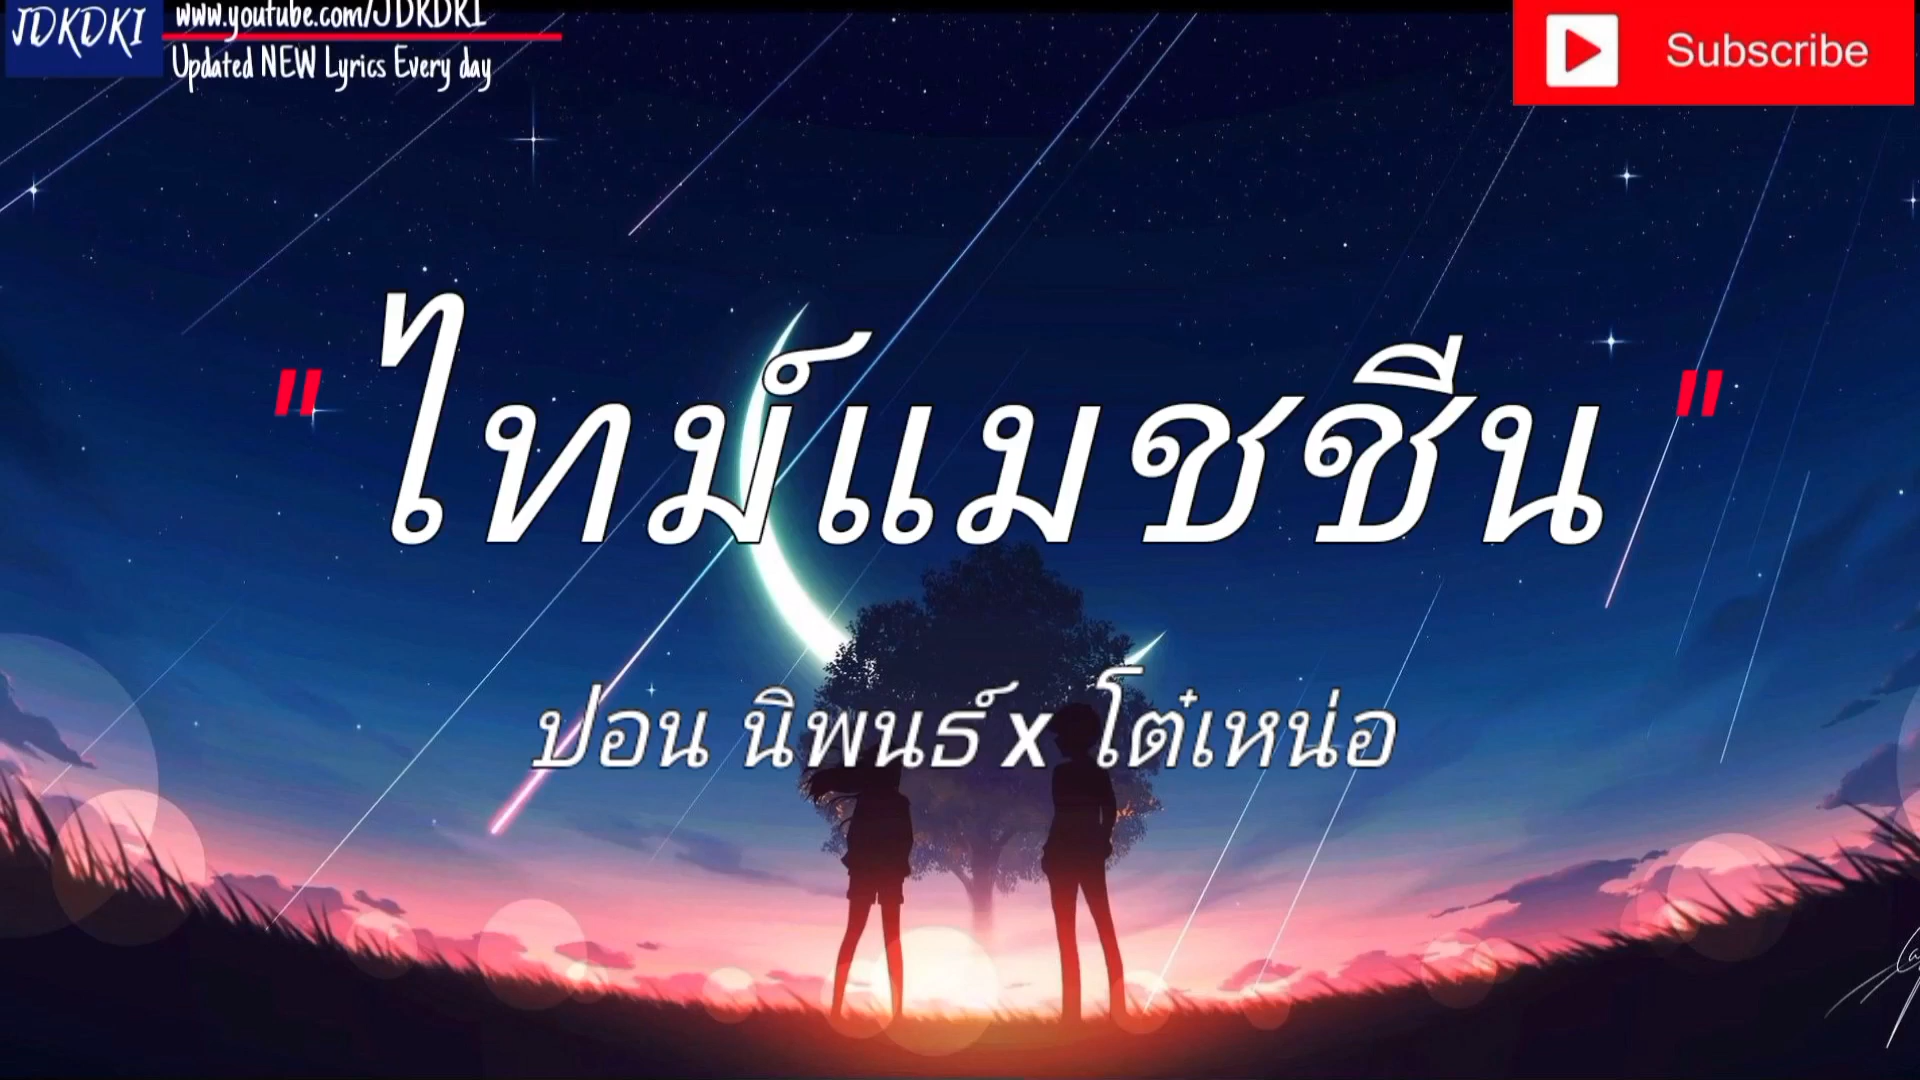 JDKDKI
www.youtube.com/JDKDKI
Updated NEW Lyrics Every day
Subscribe
" ไทม์แมชชีน "
ปอน นิพนธ์ x โต๋เหน่อ